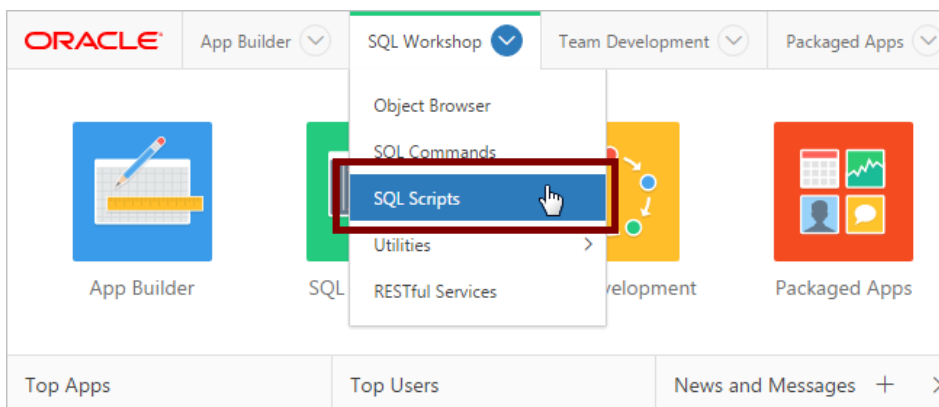 ORACLE
App Builder
SQL Workshop
Team Development
Packaged Apps
Object Browser
SQL Commands
SQL Scripts
Utilities
RESTful Services
App Builder
SQL
velopment
Packaged Apps
Top Apps
Top Users
News and Messages